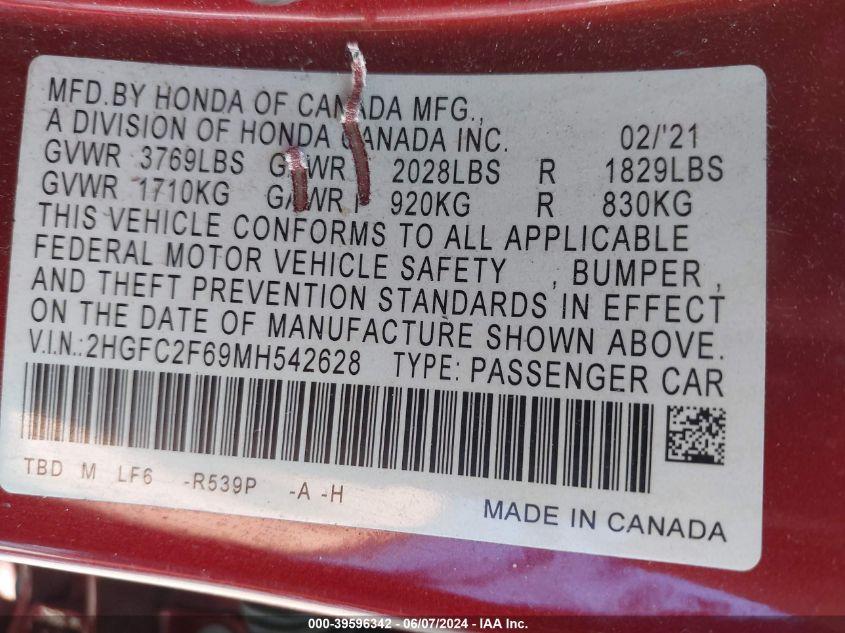 MFD.BY HONDA OF CANADA MFG.,
A DIVISION OF HONDA CANADA INC. 02/'21
GVWR 3769LBS GAWR 2028LBS R 1829LBS
GVWR 1710KG GAWR 920KG R 830KG
THIS VEHICLE CONFORMS TO ALL APPLICABLE
FEDERAL MOTOR VEHICLE SAFETY , BUMPER ,
AND THEFT PREVENTION STANDARDS IN EFFECT
ON THE DATE OF MANUFACTURE SHOWN ABOVE.
V.I.N.:2HGFC2F69MH542628 TYPE: PASSENGER CAR
TBD M LF6 -R539P -A -H
MADE IN CANADA
000-39596342 - 06/07/2024 - IAA Inc.